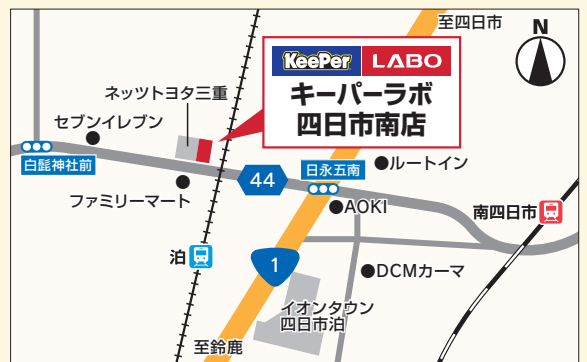 至四日市
N
KeePer LABO
キーパーラボ
四日市南店
ネッツトヨタ三重
セブンイレブン
白髭神社前
ファミリーマート
44
日永五南
ルートイン
AOKI
南四日市
泊
1
DCMカーマ
イオンタウン
四日市泊
至鈴鹿